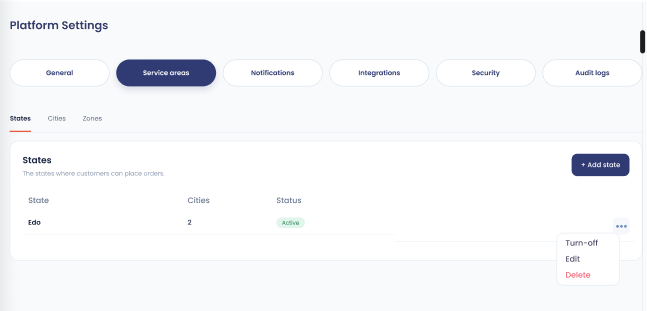 Platform Settings
General Service areas Notifications Integrations Security Audit logs
States Cities Zones
States
+ Add state
The states where customers can place orders.
State Cities Status
Edo 2 Active
Turn-off
Edit
Delete